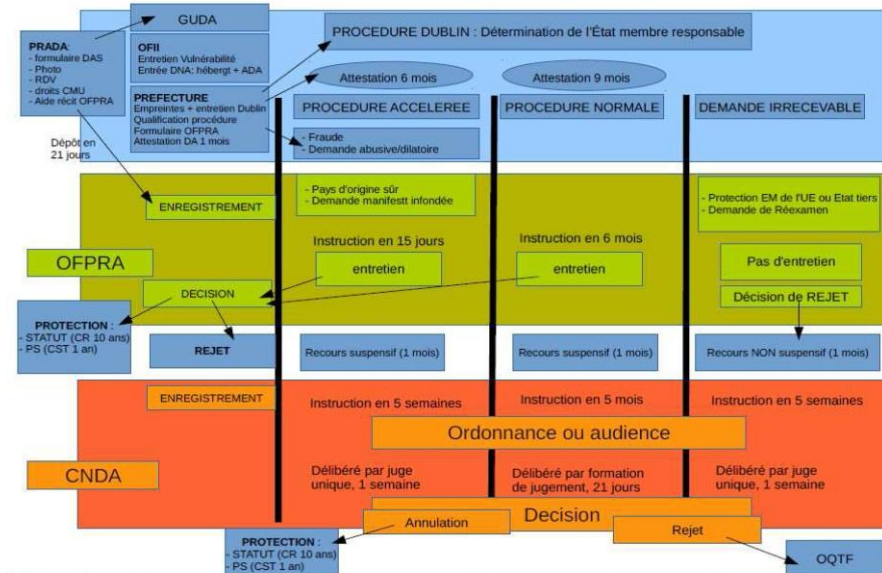 GUDA
PRADA:
- formulaire DAS
- Photo
- RDV
- droits CMU
- Aide récit OFPRA
OFII
Entretien Vulnérabilité
Entrée DNA: hébergt + ADA
PROCEDURE DUBLIN : Détermination de l'État membre responsable
Attestation 6 mois
Attestation 9 mois
PREFECTURE
Empreintes + entretien Dublin
Qualification procédure
Formulaire OFPRA
Attestation DA 1 mois
PROCEDURE ACCELEREE
PROCEDURE NORMALE
DEMANDE IRRECEVABLE
- Fraude
- Demande abusive/dilatoire
Dépôt en
21 jours
ENREGISTREMENT
- Pays d'origine sûr
- Demande manifestt infondée
- Protection EM de l'UE ou Etat tiers
- Demande de Réexamen
Instruction en 15 jours
Instruction en 6 mois
OFPRA
entretien
entretien
Pas d'entretien
DECISION
Décision de REJET
PROTECTION :
- STATUT (CR 10 ans)
- PS (CST 1 an)
REJET
Recours suspensif (1 mois)
Recours suspensif (1 mois)
Recours NON suspensif (1 mois)
ENREGISTREMENT
Instruction en 5 semaines
Instruction en 5 mois
Instruction en 5 semaines
Ordonnance ou audience
CNDA
Délibéré par juge
unique, 1 semaine
Délibéré par formation
de jugement, 21 jours
Délibéré par juge
unique, 1 semaine
Decision
Annulation
Rejet
PROTECTION :
- STATUT (CR 10 ans)
- PS (CST 1 an)
OQTF